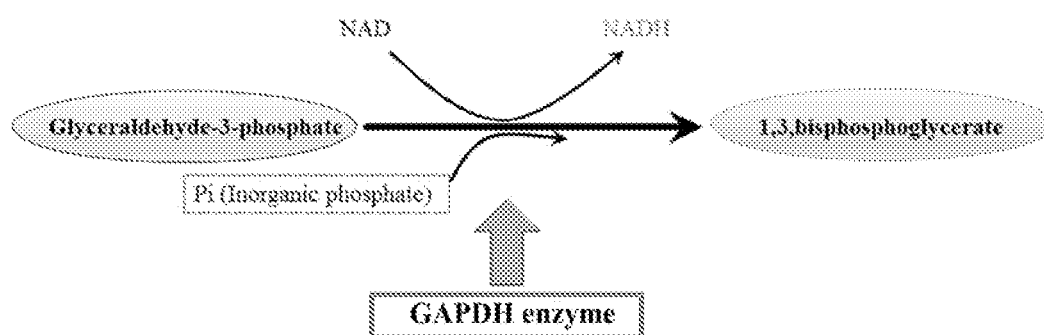 NAD
NADH
Glyceraldehyde-3-phosphate
1,3,bisphosphoglycerate
Pi (Inorganic phosphate)
GAPDH enzyme